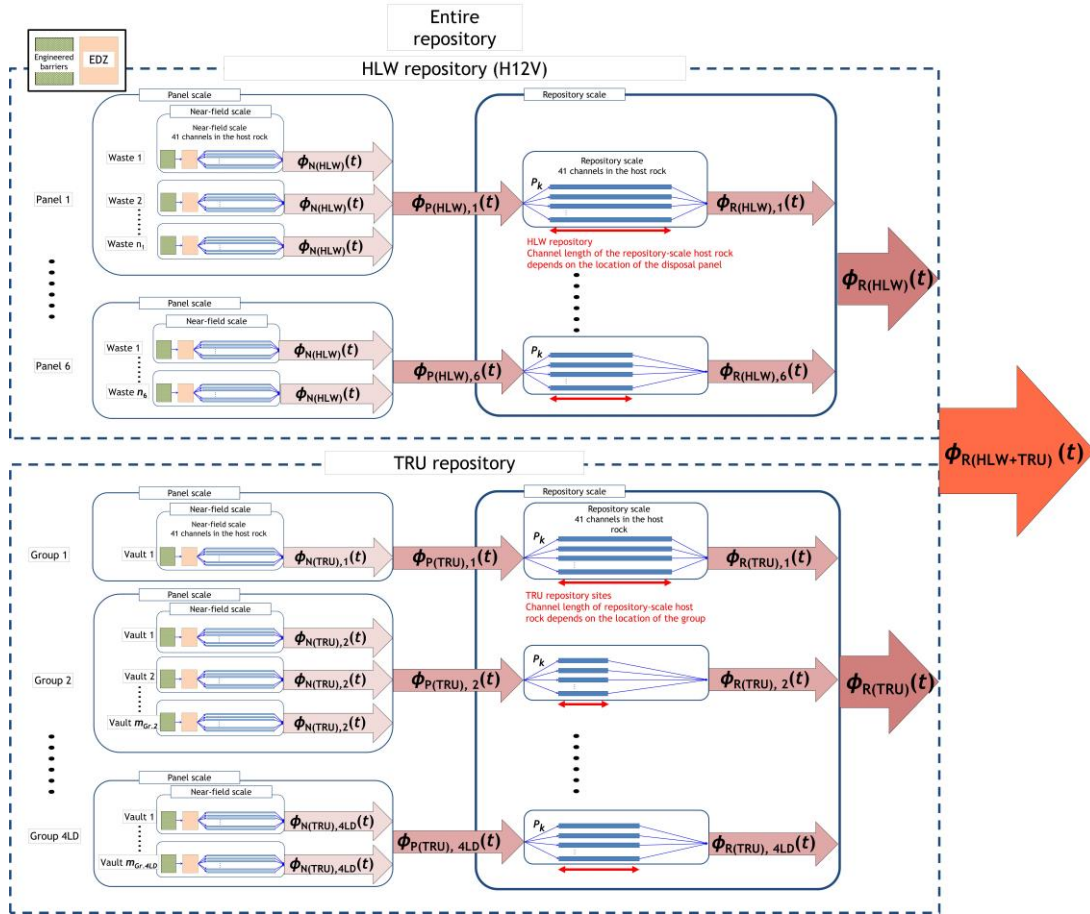 Entire
repository
Engineered
barriers
EDZ
HLW repository (H12V)
Panel scale
Repository scale
Near-field scale
Near-field scale
41 channels in the host rock
Repository scale
41 channels in the host rock
Waste 1
ϕN(HLW)(t)
Panel 1
Waste 2
ϕN(HLW)(t)
ϕP(HLW),1(t)
Pk
ϕR(HLW),1(t)
Waste n1
ϕN(HLW)(t)
HLW repository
Channel length of the repository-scale host rock
depends on the location of the disposal panel
ϕR(HLW)(t)
Panel scale
Near-field scale
Waste 1
ϕN(HLW)(t)
Panel 6
ϕP(HLW),6(t)
Pk
ϕR(HLW),6(t)
Waste n6
ϕN(HLW)(t)
ϕR(HLW+TRU) (t)
TRU repository
Panel scale
Repository scale
Near-field scale
Near-field scale
41 channels in the host rock
Repository scale
41 channels in the host
rock
Group 1
Vault 1
ϕN(TRU),1(t)
ϕP(TRU),1(t)
Pk
ϕR(TRU),1(t)
TRU repository sites
Channel length of repository-scale host
rock depends on the location of the group
Panel scale
Near-field scale
Vault 1
ϕN(TRU),2(t)
Group 2
Vault 2
ϕN(TRU),2(t)
ϕP(TRU), 2(t)
Pk
ϕR(TRU), 2(t)
ϕR(TRU)(t)
Vault mGr.2
ϕN(TRU),2(t)
Panel scale
Near-field scale
Vault 1
ϕN(TRU),4LD(t)
Group 4LD
ϕP(TRU), 4LD(t)
Pk
ϕR(TRU), 4LD(t)
Vault mGr.4LD
ϕN(TRU),4LD(t)